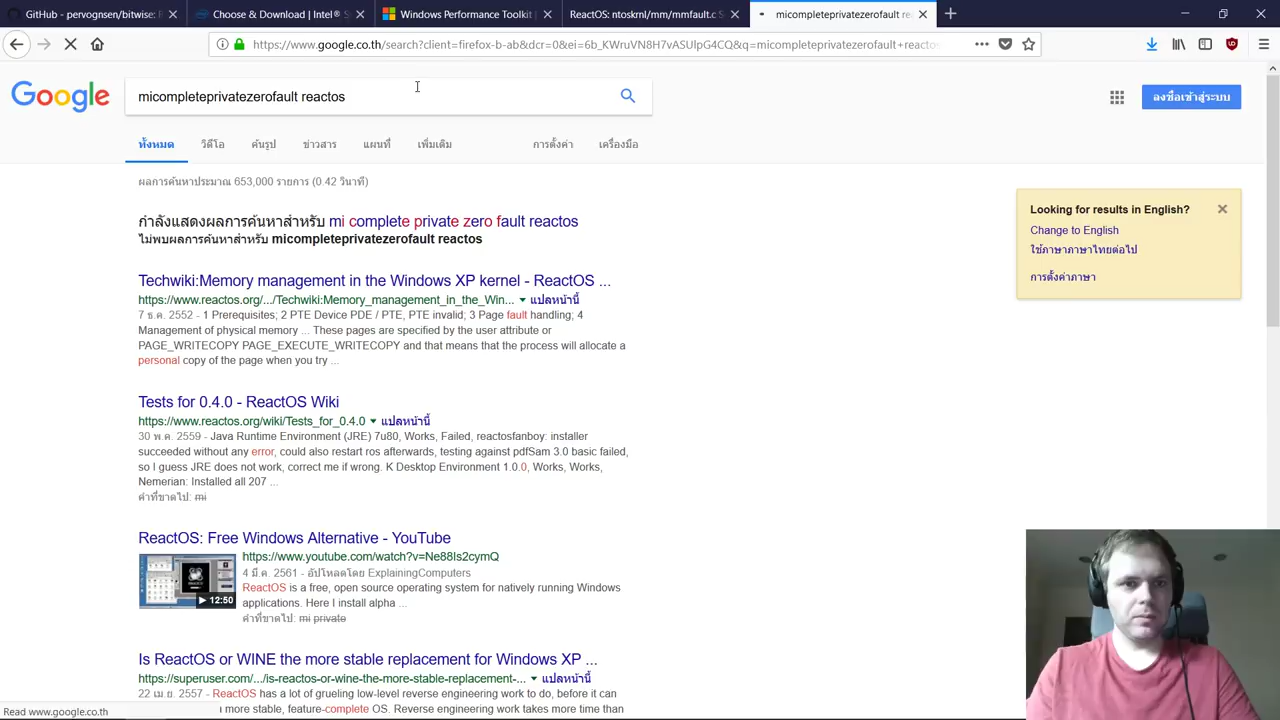 GitHub - pervognsen/bitwise: R
Choose & Download | Intel® S
Windows Performance Toolkit |
ReactOS: ntoskrnl/mm/mmfault.c S
micompleteprivatezerofault rea
https://www.google.co.th/search?client=firefox-b-ab&dcr=0&ei=6b_KWruVN8H7vASUlpG4CQ&q=micompleteprivatezerofault+reactos
Google
micompleteprivatezerofault reactos
ลงชื่อเข้าสู่ระบบ
ทั้งหมด วิดีโอ ค้นรูป ข่าวสาร แผนที่ เพิ่มเติม การตั้งค่า เครื่องมือ
ผลการค้นหาประมาณ 653,000 รายการ (0.42 วินาที)
กำลังแสดงผลการค้นหาสำหรับ mi complete private zero fault reactos
ไม่พบผลการค้นหาสำหรับ micompleteprivatezerofault reactos
Looking for results in English?
Change to English
ใช้ภาษาภาษาไทยต่อไป
การตั้งค่าภาษา
Techwiki:Memory management in the Windows XP kernel - ReactOS ...
https://www.reactos.org/.../Techwiki:Memory_management_in_the_Win... แปลหน้านี้
7 ธ.ค. 2552 - 1 Prerequisites; 2 PTE Device PDE / PTE, PTE invalid; 3 Page fault handling; 4
Management of physical memory ... These pages are specified by the user attribute or
PAGE_WRITECOPY PAGE_EXECUTE_WRITECOPY and that means that the process will allocate a
personal copy of the page when you try ...
Tests for 0.4.0 - ReactOS Wiki
https://www.reactos.org/wiki/Tests_for_0.4.0 แปลหน้านี้
30 พ.ค. 2559 - Java Runtime Environment (JRE) 7u80, Works, Failed, reactosfanboy: installer
succeeded without any error, could also restart ros afterwards, testing against pdfSam 3.0 basic failed,
so I guess JRE does not work, correct me if wrong. K Desktop Environment 1.0.0, Works, Works,
Nemerian: Installed all 207 ...
คำที่ขาดไป: mi
ReactOS: Free Windows Alternative - YouTube
https://www.youtube.com/watch?v=Ne88Is2cymQ
4 มี.ค. 2561 - อัปโหลดโดย ExplainingComputers
ReactOS is a free, open source operating system for natively running Windows
applications. Here I install alpha ...
คำที่ขาดไป: mi private
12:50
Is ReactOS or WINE the more stable replacement for Windows XP ...
https://superuser.com/.../is-reactos-or-wine-the-more-stable-replacement-... แปลหน้านี้
22 เม.ย. 2557 - ReactOS has a lot of grueling low-level reverse engineering work to do, before it can
more stable, feature-complete OS. Reverse engineering work takes more time than
Read www.google.co.th